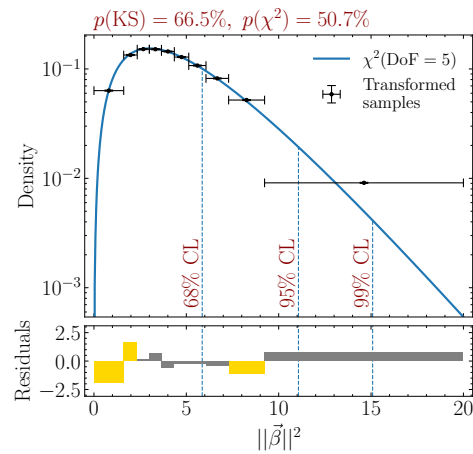 p(KS) = 66.5%, p(χ²) = 50.7%
10⁻¹
10⁻²
10⁻³
Density
χ²(DoF = 5)
Transformed
samples
68% CL
95% CL
99% CL
2.5
0.0
−2.5
Residuals
0
5
10
15
20
||β⃗||²